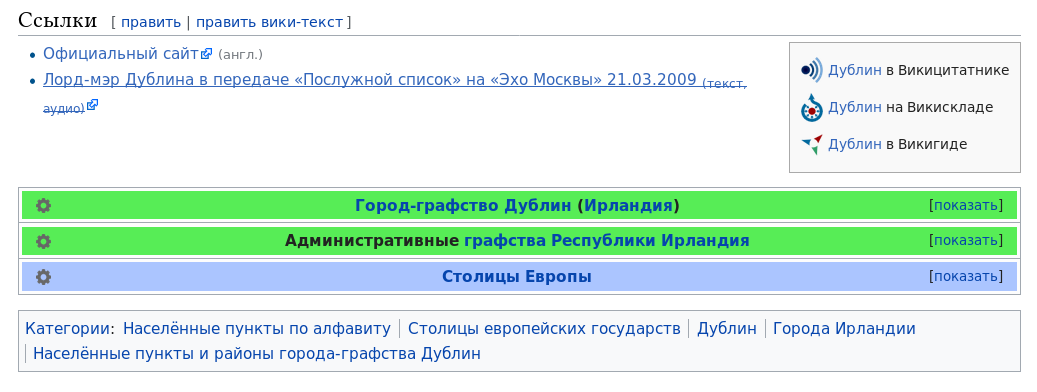 Ссылки [ править | править вики-текст ]
Официальный сайт (англ.)
Лорд-мэр Дублина в передаче «Послужной список» на «Эхо Москвы» 21.03.2009 (текст,
аудио)
Дублин в Викицитатнике
Дублин на Викискладе
Дублин в Викигиде
Город-графство Дублин (Ирландия) [показать]
Административные графства Республики Ирландия [показать]
Столицы Европы [показать]
Категории: Населённые пункты по алфавиту | Столицы европейских государств | Дублин | Города Ирландии
| Населённые пункты и районы города-графства Дублин